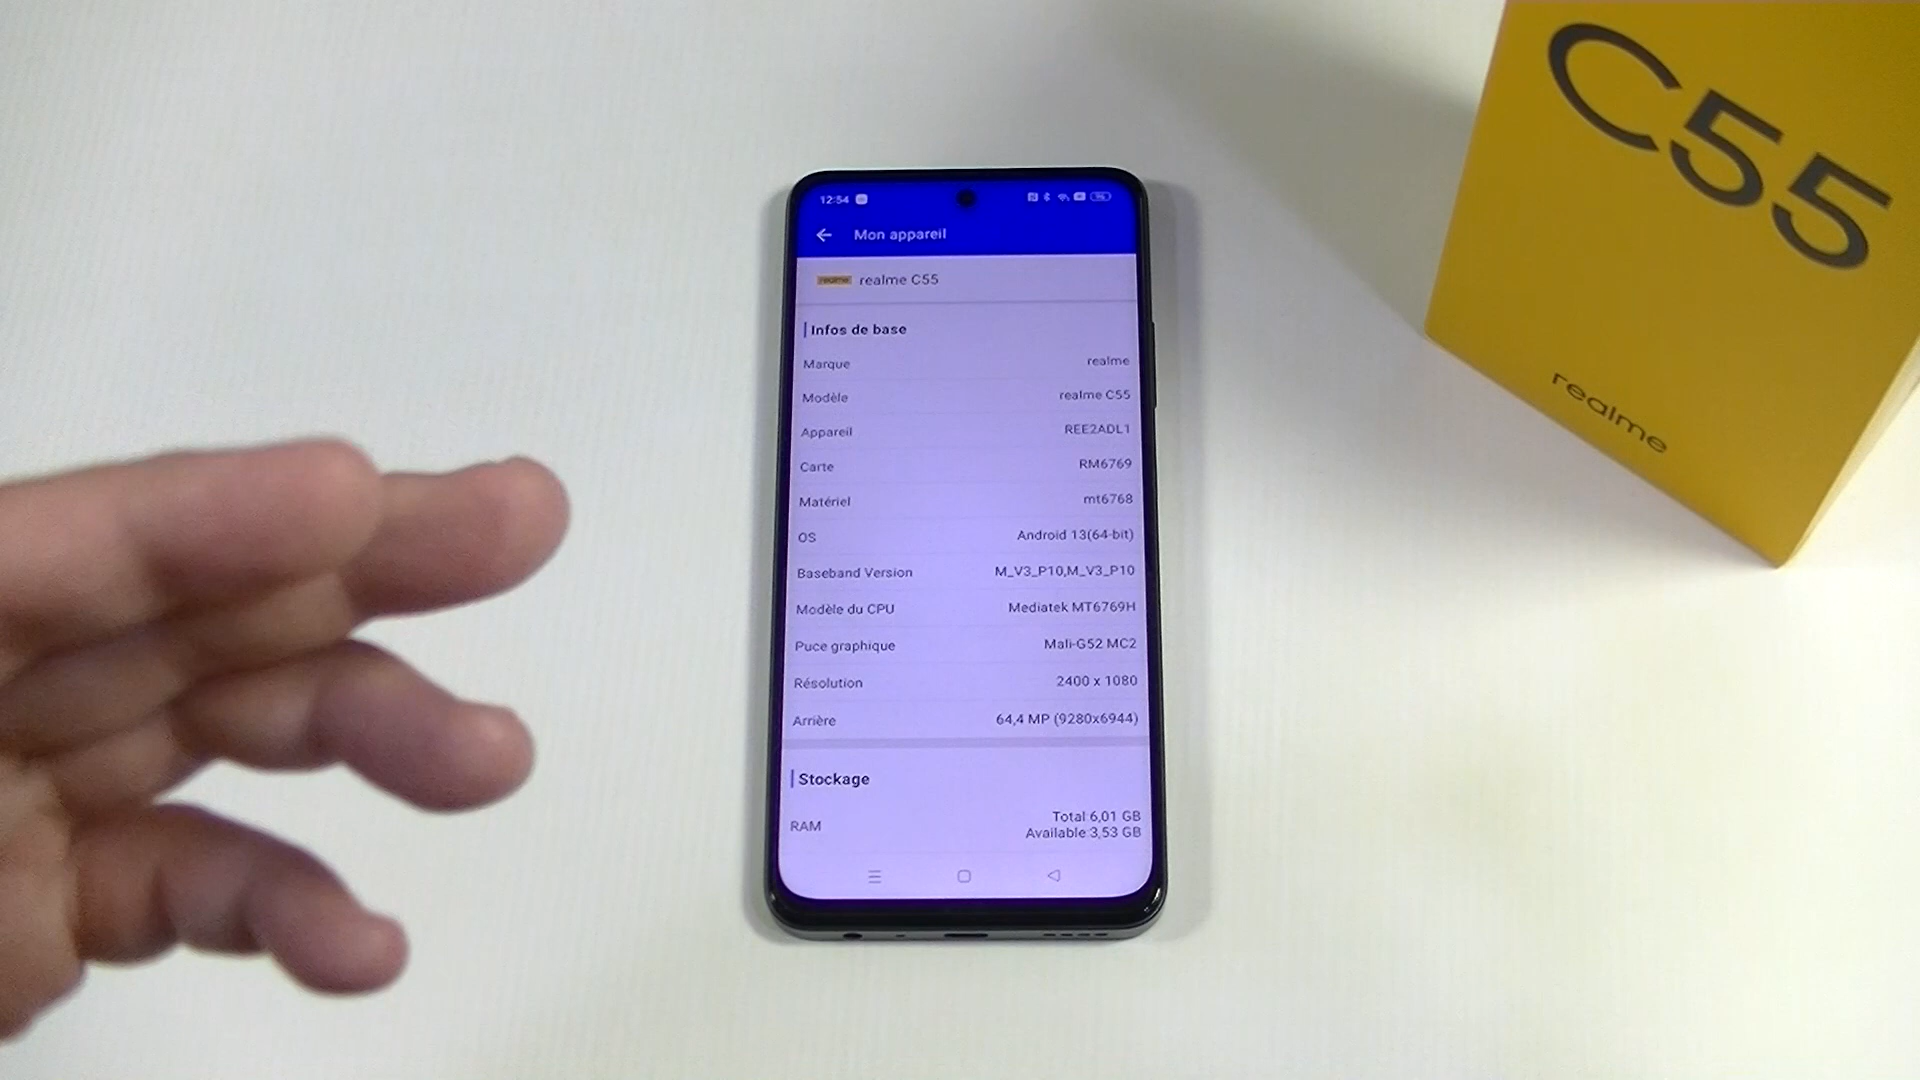 12:54
Mon appareil
realme realme C55
Infos de base
Marque realme
Modèle realme C55
Appareil REE2ADL1
Carte RM6769
Matériel mt6768
OS Android 13(64-bit)
Baseband Version M_V3_P10,M_V3_P10
Modèle du CPU Mediatek MT6769H
Puce graphique Mali-G52 MC2
Résolution 2400 x 1080
Arrière 64,4 MP (9280x6944)
Stockage
RAM Total:6,01 GB
Available:3,53 GB
C55
realme